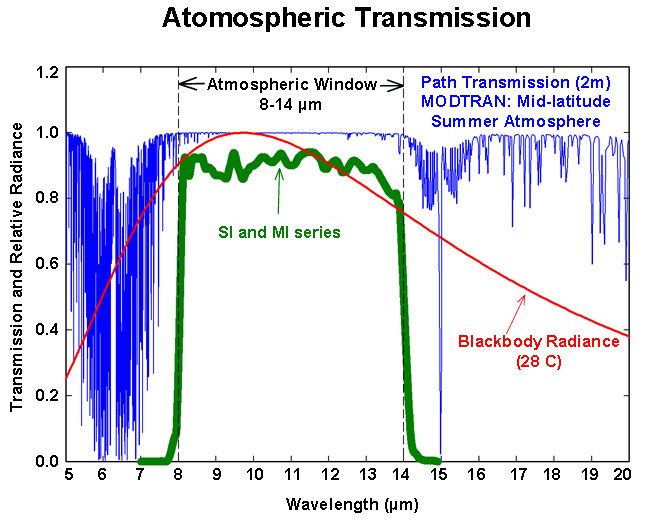 Atomospheric Transmission
Transmission and Relative Radiance
1.2
1.0
0.8
0.6
0.4
0.2
0.0
Atmospheric Window
8-14 µm
Path Transmission (2m)
MODTRAN: Mid-latitude
Summer Atmosphere
SI and MI series
Blackbody Radiance
(28 C)
5 6 7 8 9 10 11 12 13 14 15 16 17 18 19 20
Wavelength (µm)